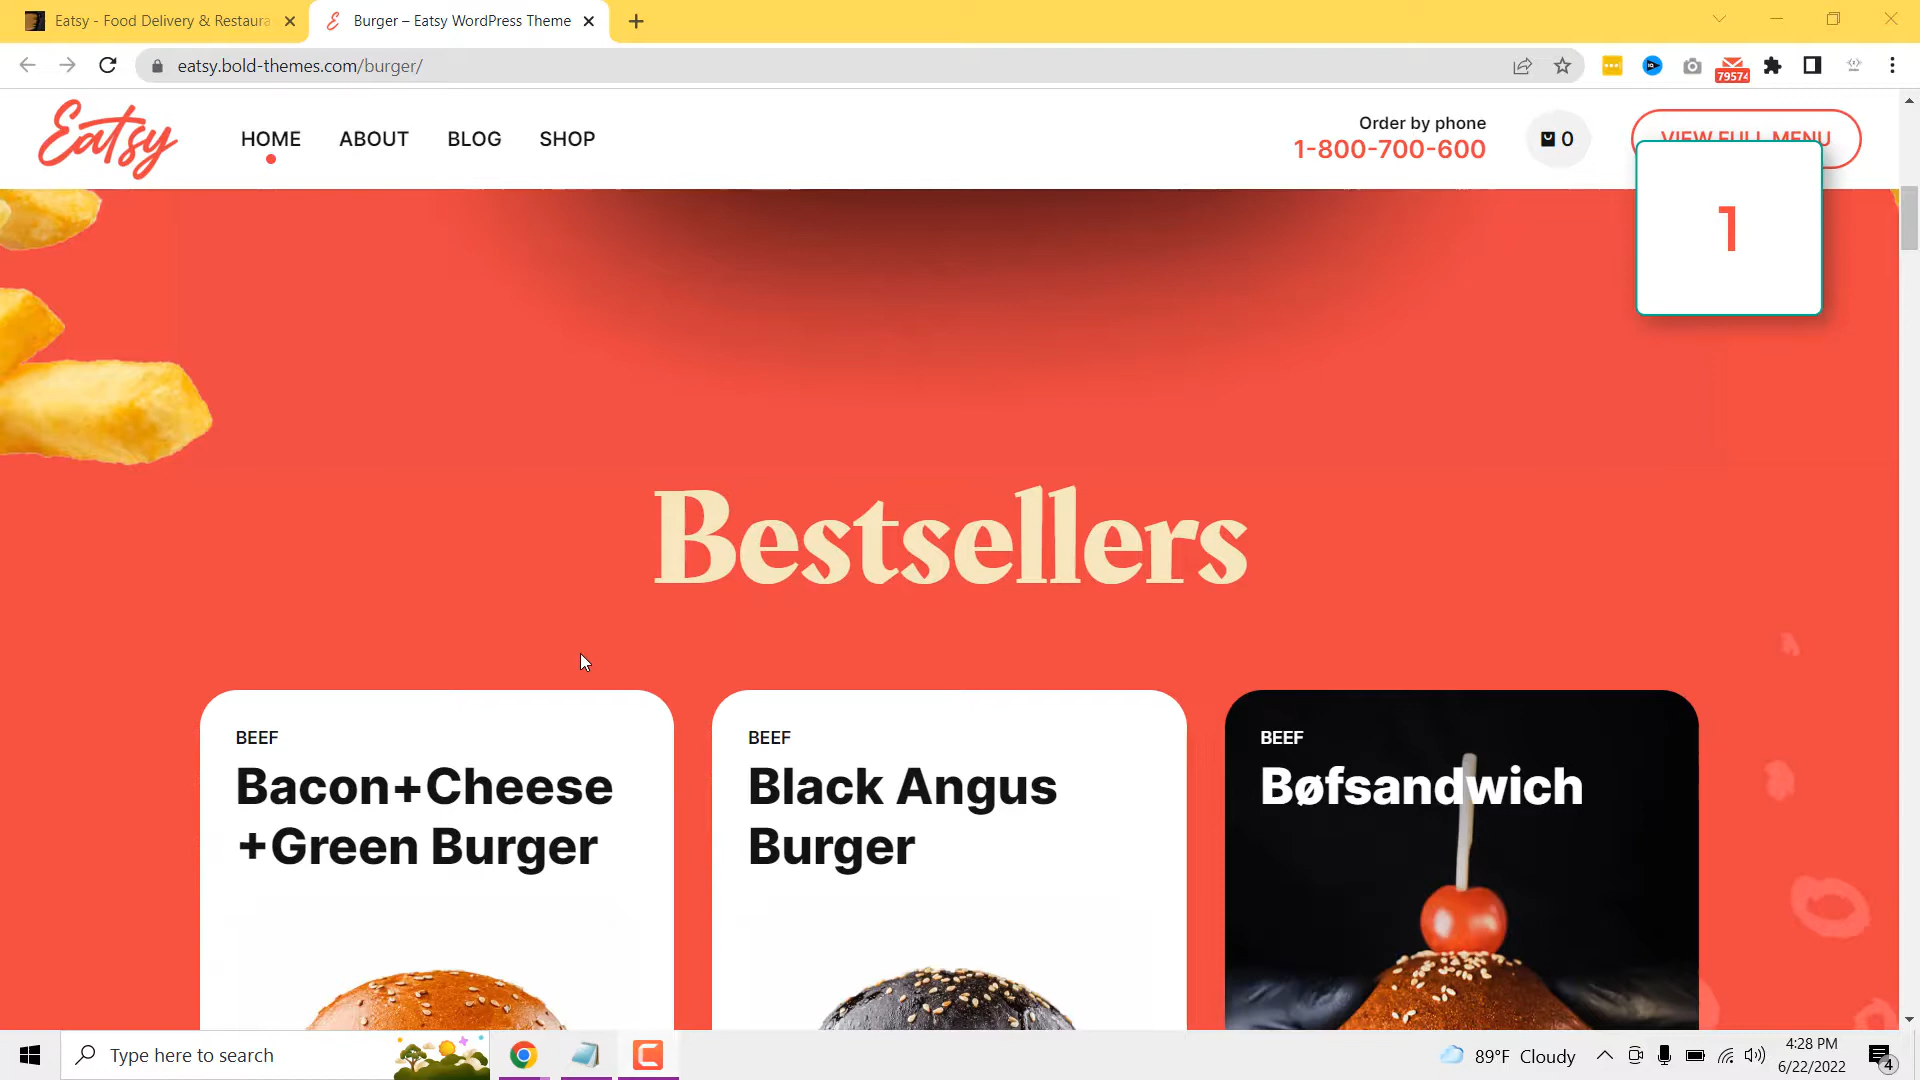 Eatsy - Food Delivery & Restaura
Burger – Eatsy WordPress Theme
eatsy.bold-themes.com/burger/
79574
Eatsy
HOME
ABOUT
BLOG
SHOP
Order by phone
1-800-700-600
0
VIEW FULL MENU
1
Bestsellers
BEEF
Bacon+Cheese
+Green Burger
BEEF
Black Angus
Burger
BEEF
Bøfsandwich
Type here to search
89°F Cloudy
4:28 PM
6/22/2022
4